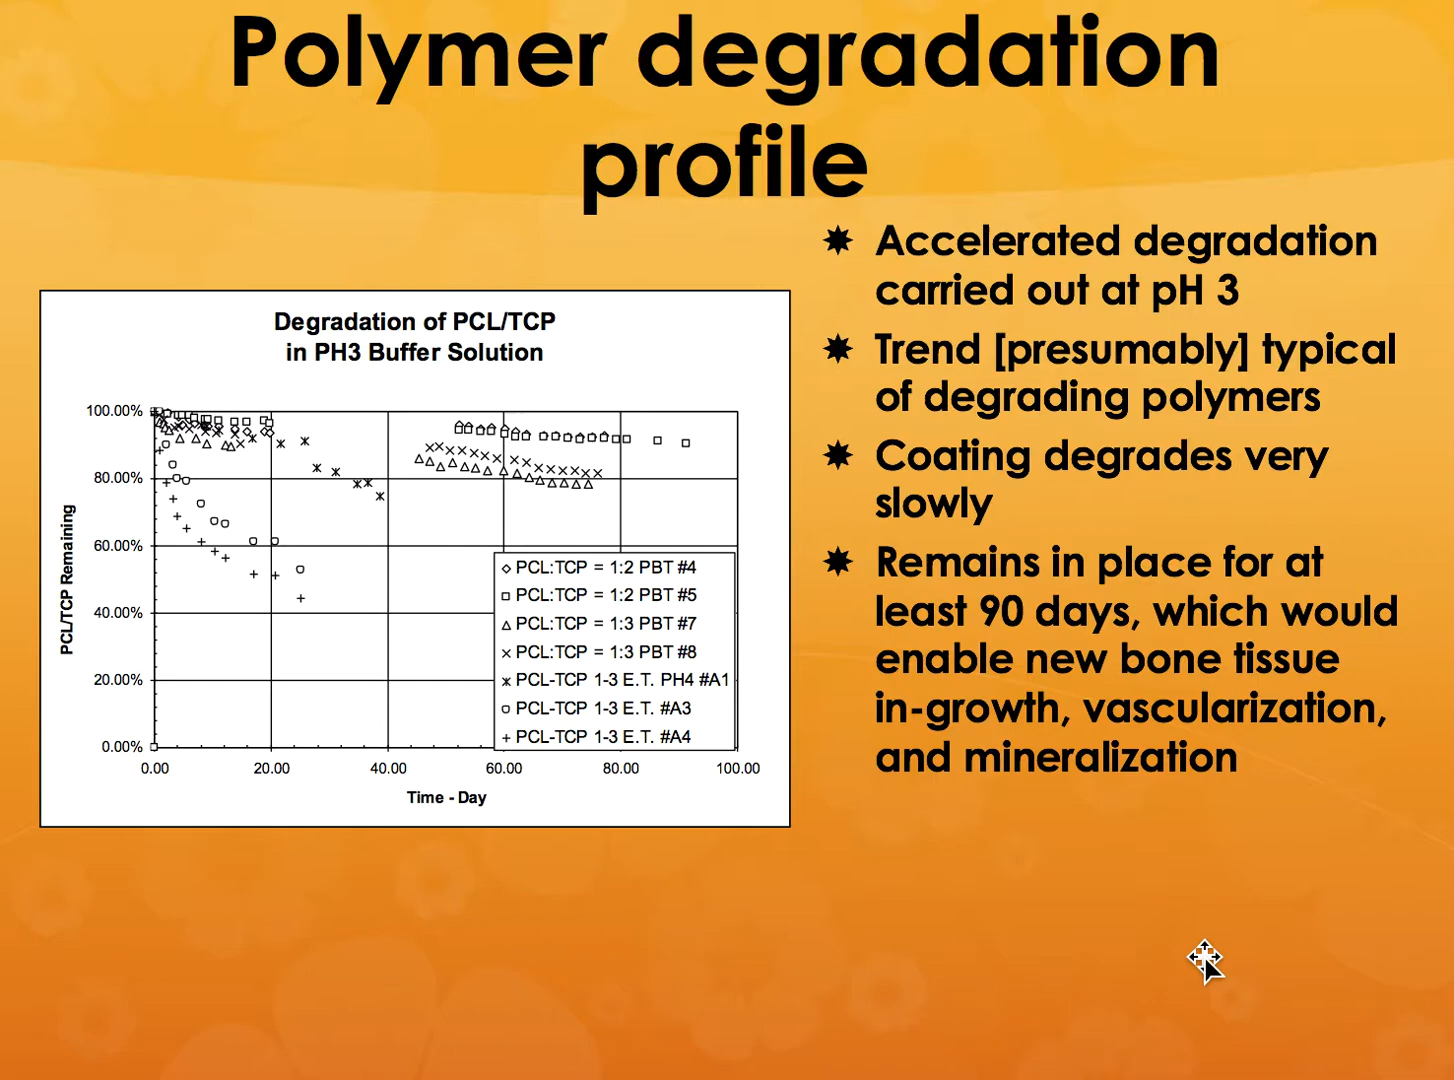 Polymer degradation
profile
Degradation of PCL/TCP
in PH3 Buffer Solution
PCL/TCP Remaining
100.00%
80.00%
60.00%
40.00%
20.00%
0.00%
0.00 20.00 40.00 60.00 80.00 100.00
Time - Day
PCL:TCP = 1:2 PBT #4
PCL:TCP = 1:2 PBT #5
PCL:TCP = 1:3 PBT #7
PCL:TCP = 1:3 PBT #8
PCL-TCP 1-3 E.T. PH4 #A1
PCL-TCP 1-3 E.T. #A3
PCL-TCP 1-3 E.T. #A4
Accelerated degradation
carried out at pH 3
Trend [presumably] typical
of degrading polymers
Coating degrades very
slowly
Remains in place for at
least 90 days, which would
enable new bone tissue
in-growth, vascularization,
and mineralization